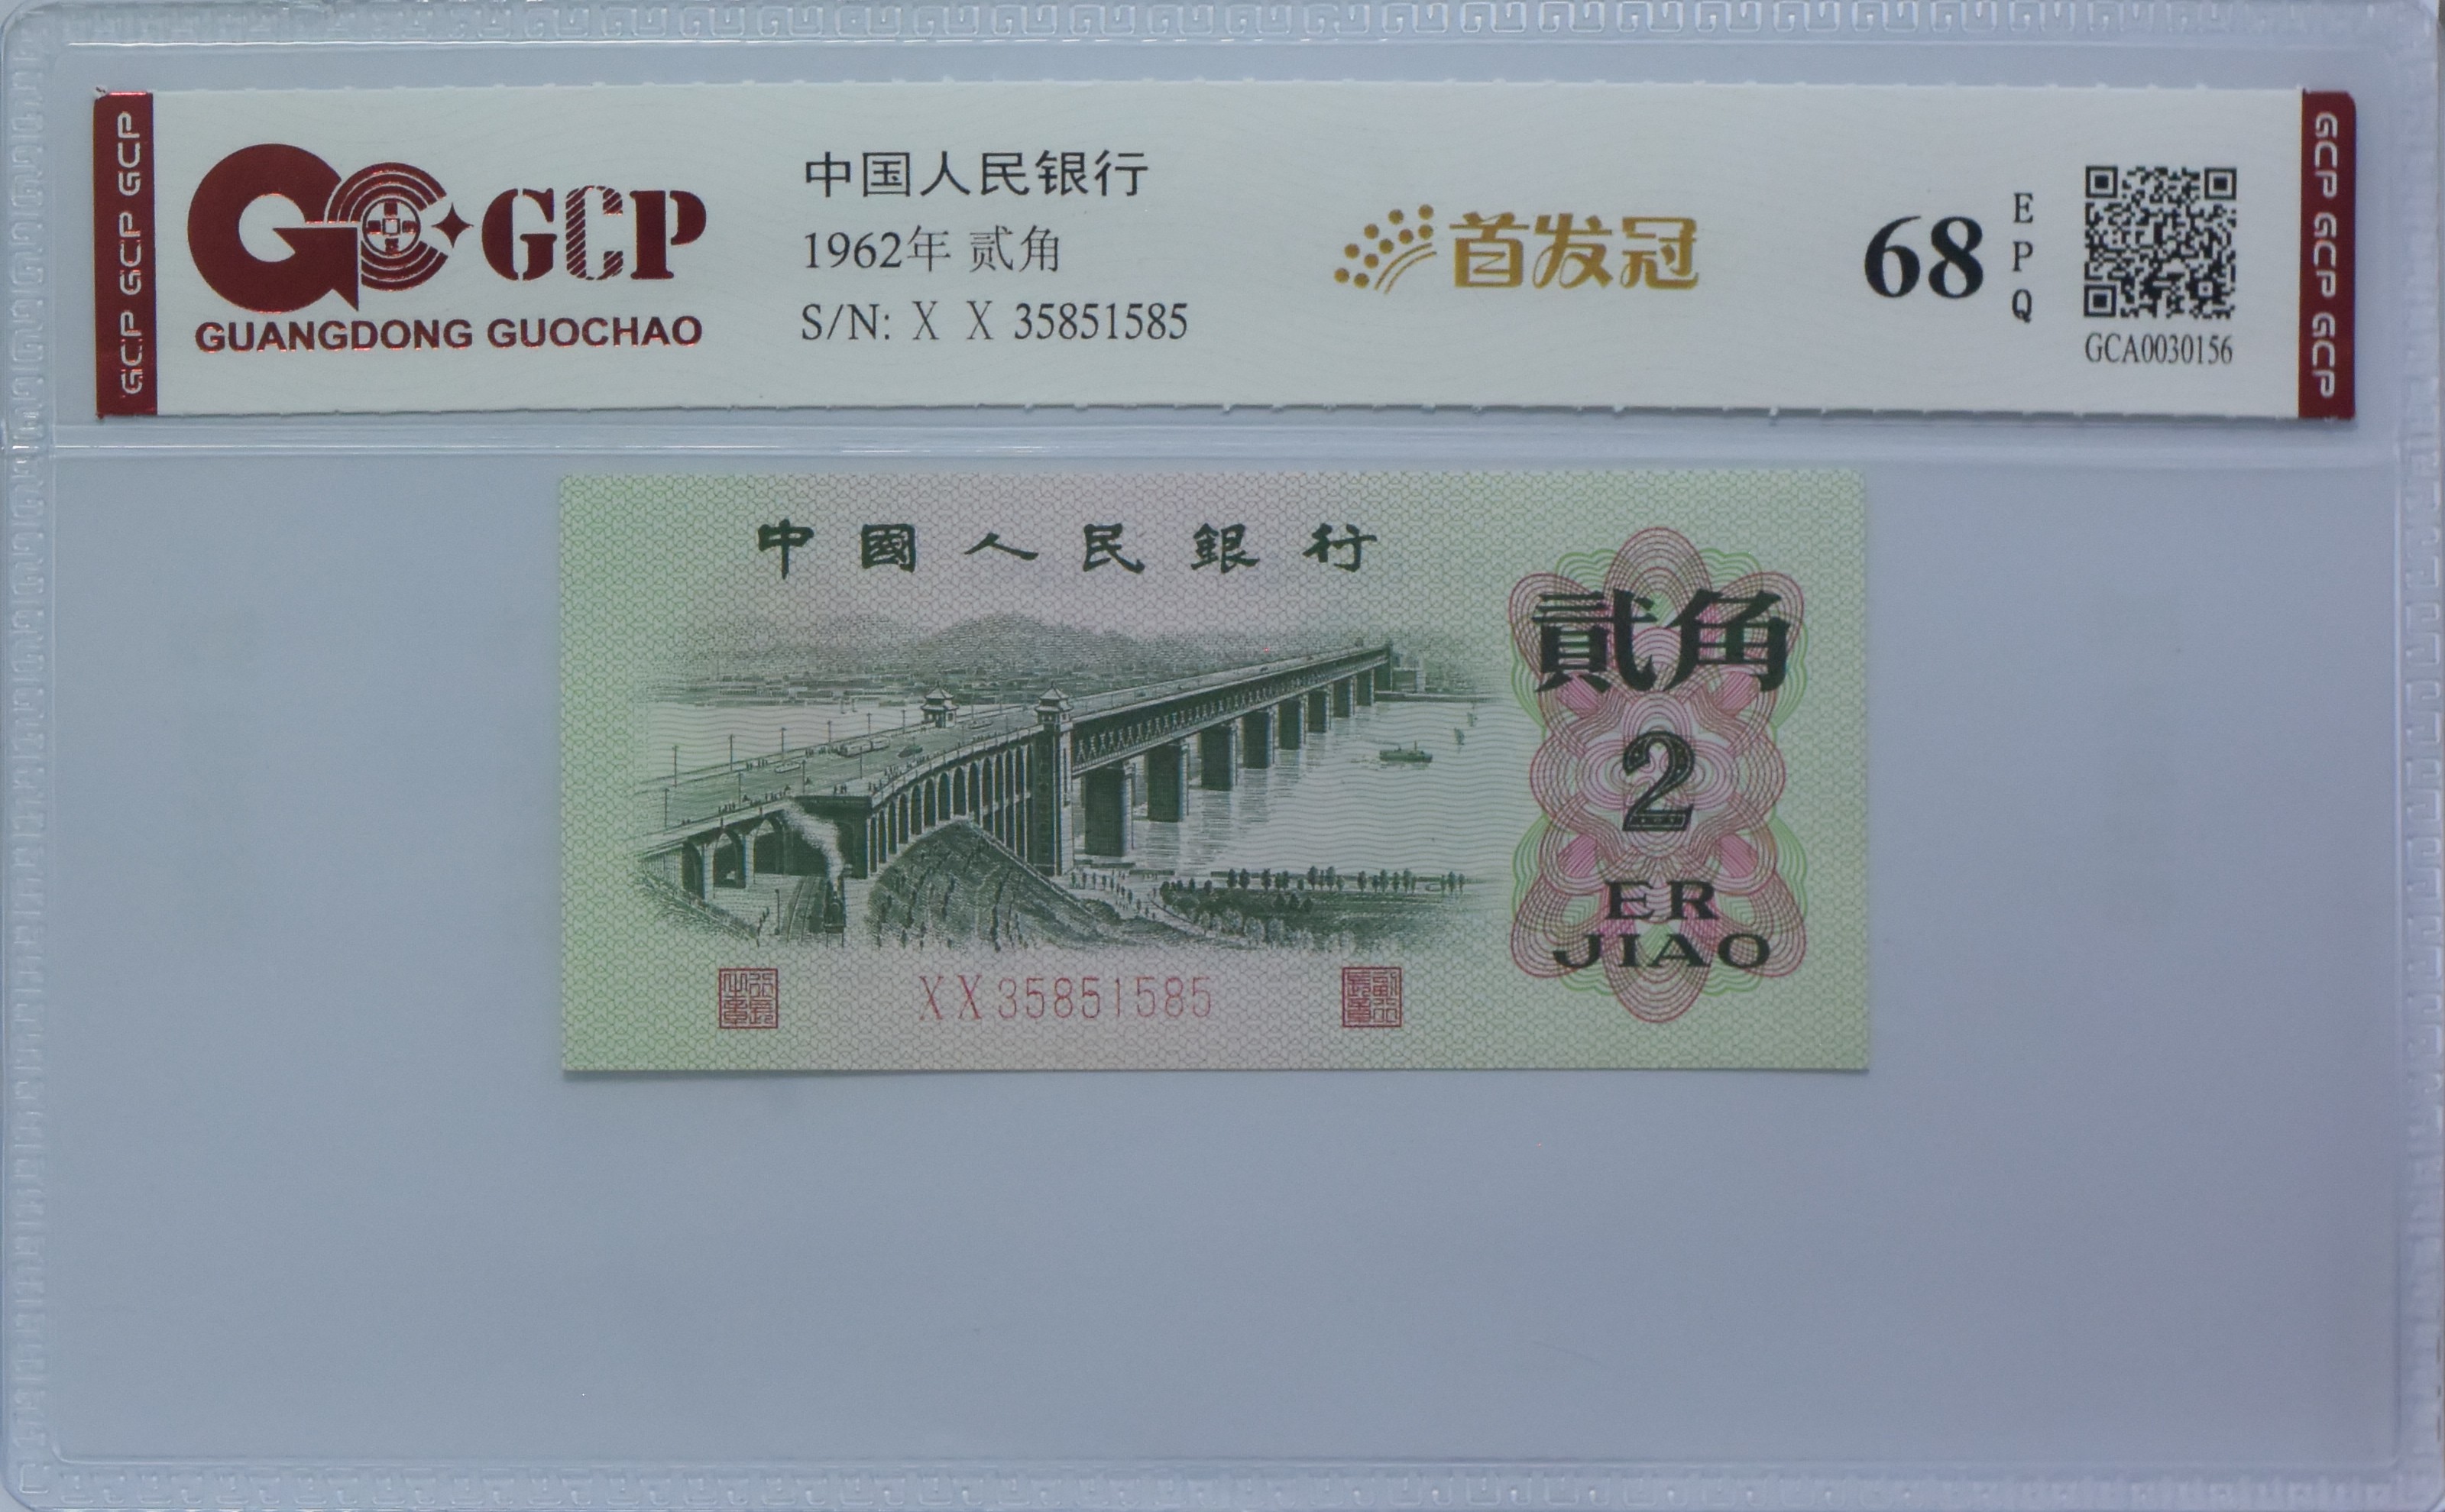 GCP GCP GCP
GCP
GUANGDONG GUOCHAO
中国人民银行
1962年 贰角
S/N: X X 35851585
首发冠
68
E
P
Q
GCA0030156
GCP GCP GCP
中國人民銀行
貳角
2
ER
JIAO
XX35851585